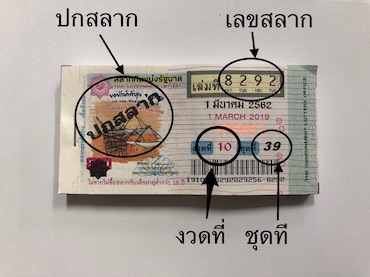 ปกสลาก
เลขสลาก
สลากกินแบ่งรัฐบาล
THAI GOVERNMENT LOTTERY
เล่มที่ 8292
1 มีนาคม 2562
1 MARCH 2019
ปกสลาก
งวดที่ 10 ชุดที่ 39
THE GOVERNMENT LOTTERY OFFICE
งวดที่
ชุดที่